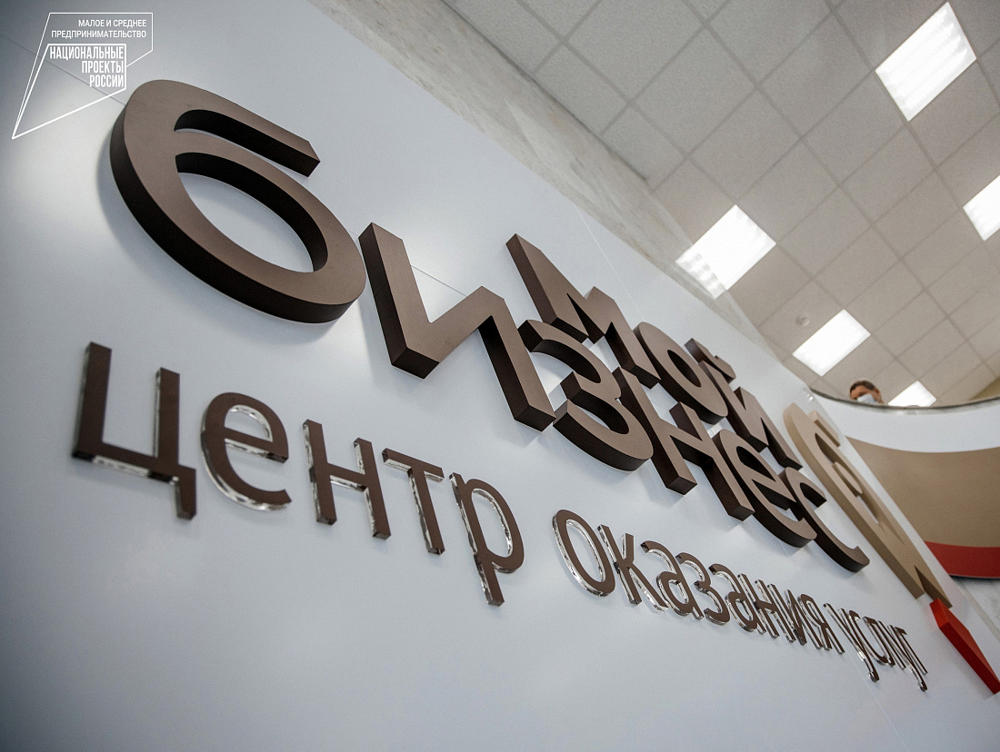 МАЛОЕ И СРЕДНЕЕ
ПРЕДПРИНИМАТЕЛЬСТВО
НАЦИОНАЛЬНЫЕ
ПРОЕКТЫ
РОССИИ
мой
бизнес
центр оказания услуг